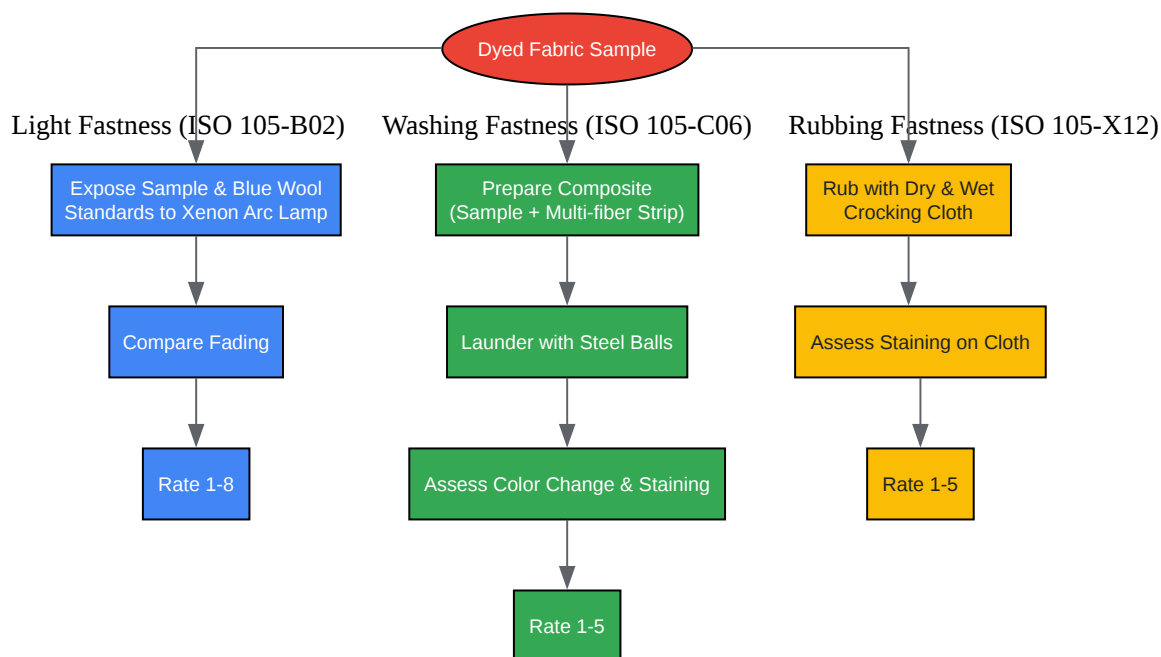 Dyed Fabric Sample
Light Fastness (ISO 105-B02)
Washing Fastness (ISO 105-C06)
Rubbing Fastness (ISO 105-X12)
Expose Sample & Blue Wool
Standards to Xenon Arc Lamp
Prepare Composite
(Sample + Multi-fiber Strip)
Rub with Dry & Wet
Crocking Cloth
Compare Fading
Launder with Steel Balls
Assess Staining on Cloth
Rate 1-8
Assess Color Change & Staining
Rate 1-5
Rate 1-5